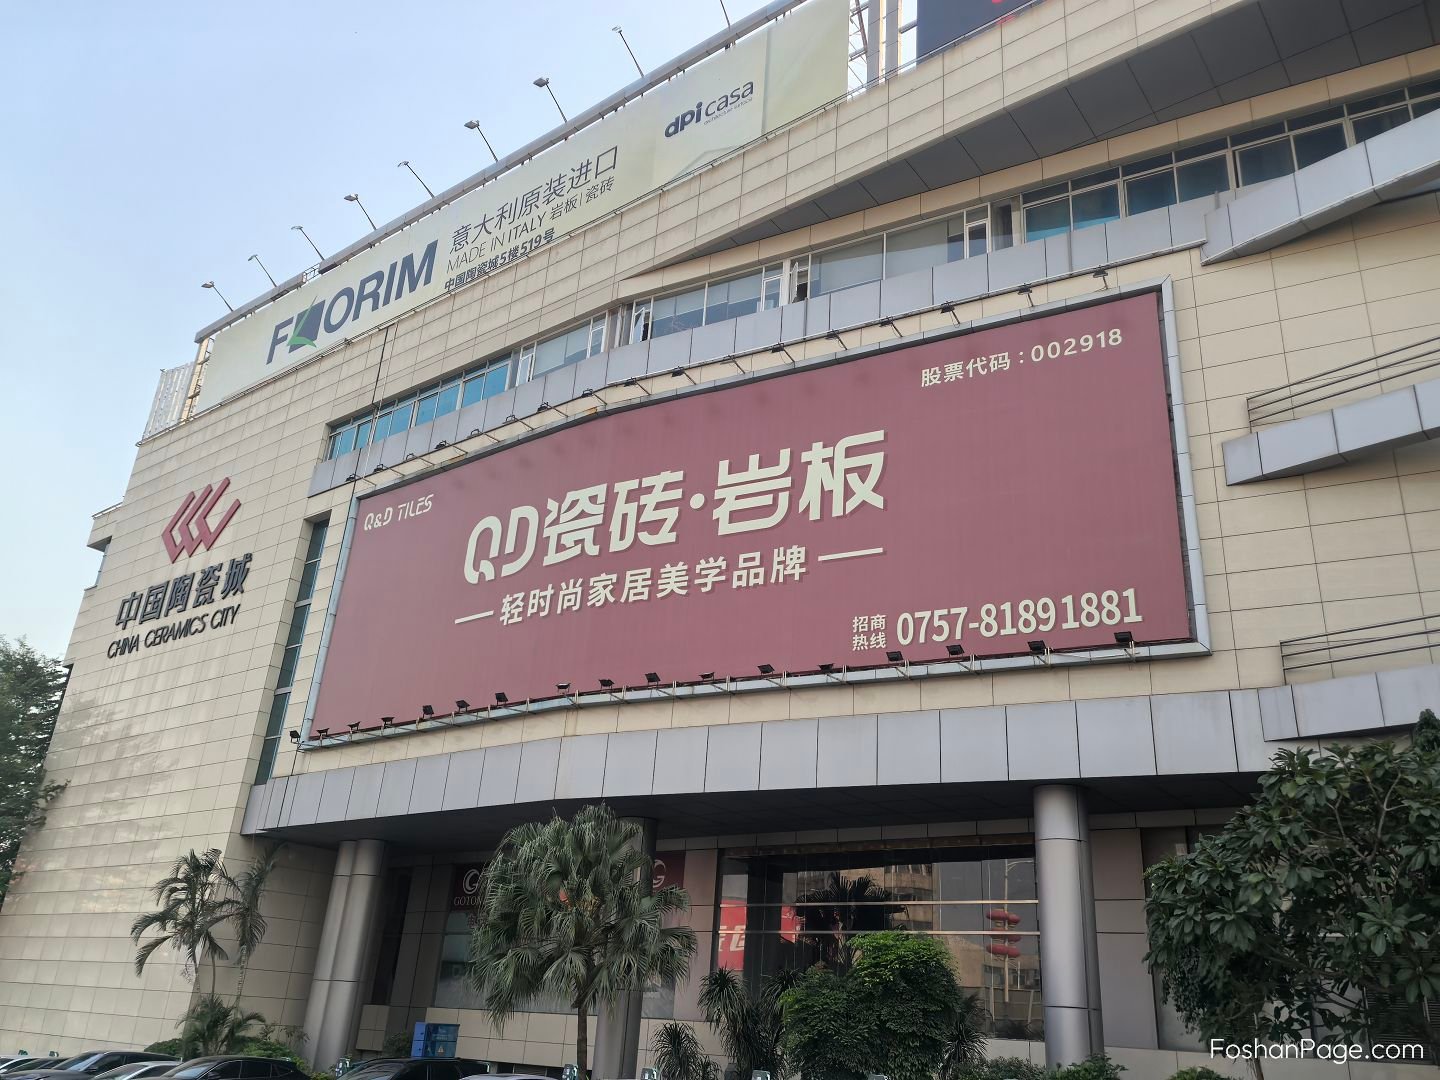 dpi casa
FLORIM
意大利原装进口
MADE IN ITALY 岩板|瓷砖
中国陶瓷城5楼519号
股票代码：002918
Q&D TILES
QD瓷砖·岩板
轻时尚家居美学品牌
招商热线 0757-81891881
中国陶瓷城
CHINA CERAMICS CITY
FoshanPage.com